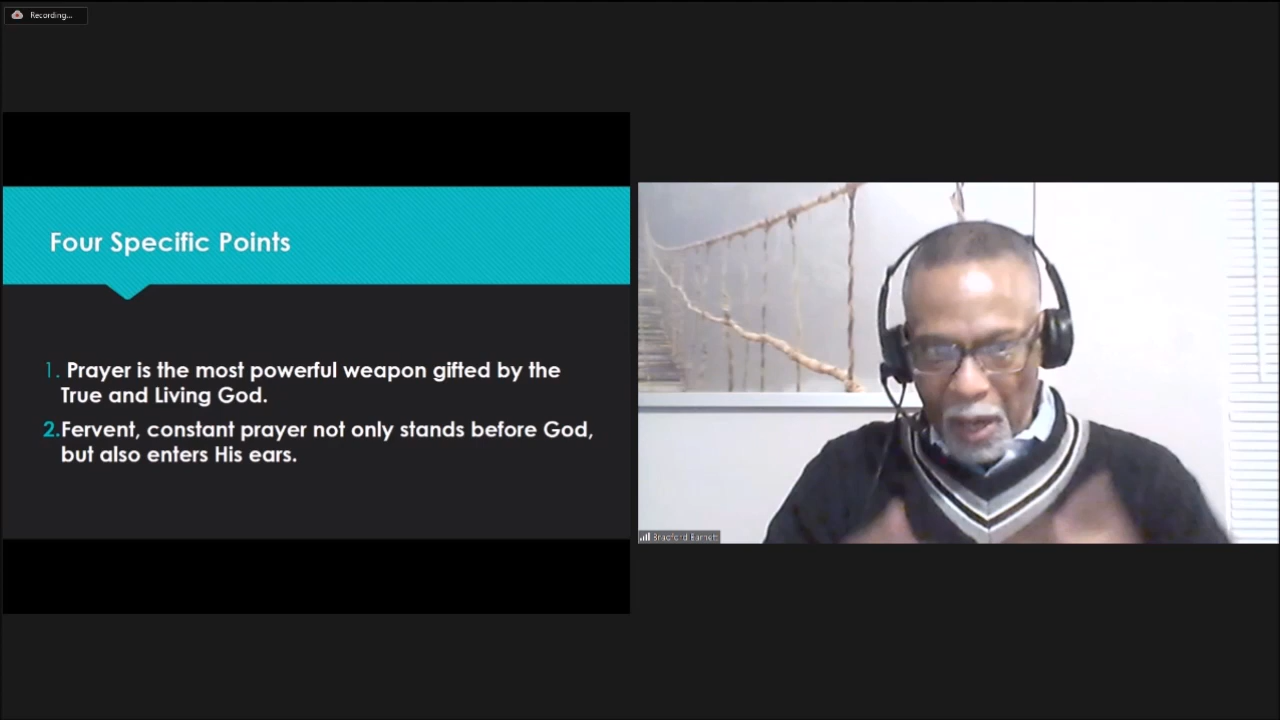 Recording...
Four Specific Points
1. Prayer is the most powerful weapon gifted by the
True and Living God.
2.Fervent, constant prayer not only stands before God,
but also enters His ears.
Bradford Barnett